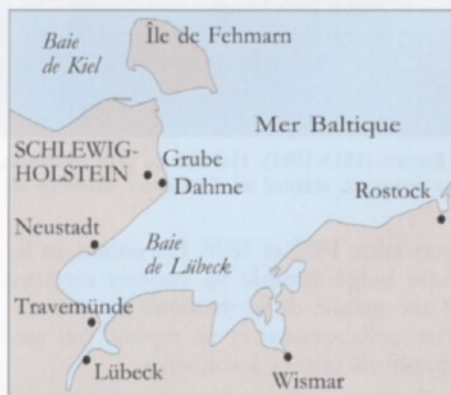 Baie
de Kiel
Île de Fehmarn
Mer Baltique
SCHLEWIG-
HOLSTEIN
Grube
Dahme
Rostock
Neustadt
Baie
de Lübeck
Travemünde
Lübeck
Wismar